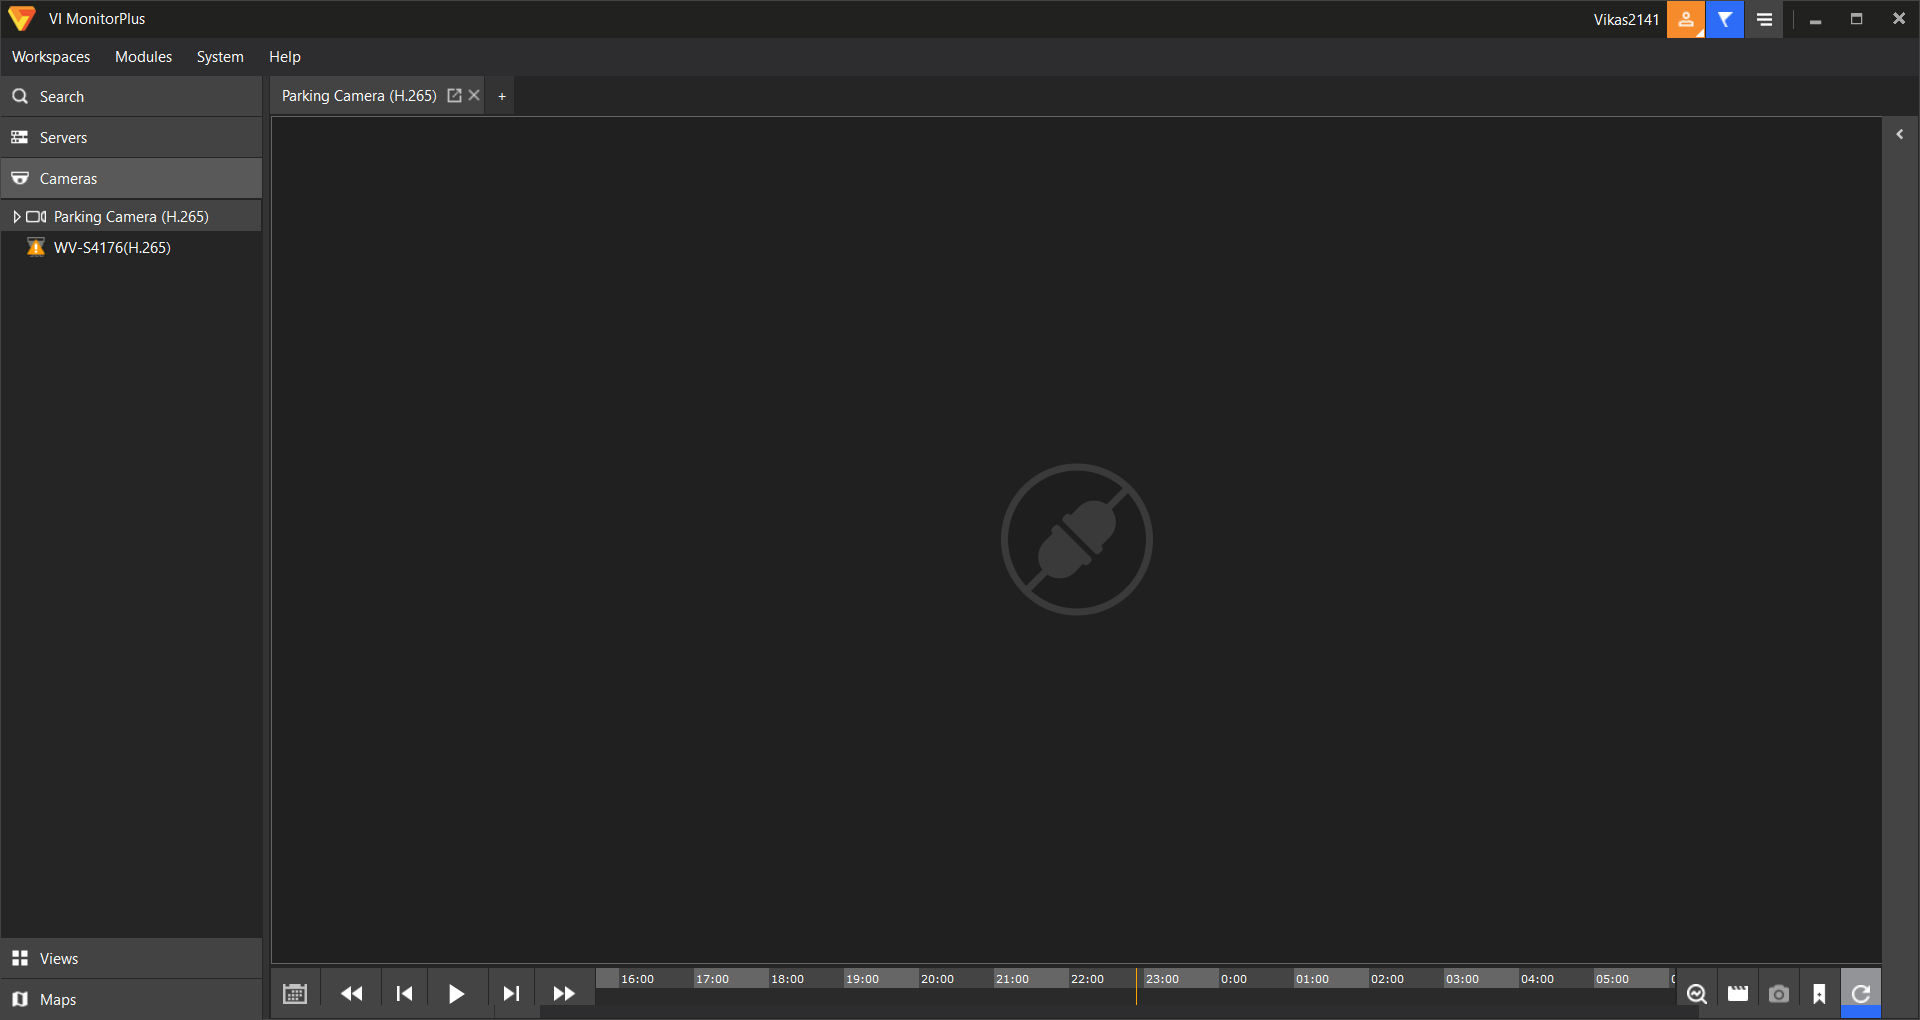 VI MonitorPlus
Vikas2141
Workspaces Modules System Help
Search
Servers
Cameras
Parking Camera (H.265)
WV-S4176(H.265)
Parking Camera (H.265) +
Views
Maps
16:00 17:00 18:00 19:00 20:00 21:00 22:00 23:00 0:00 01:00 02:00 03:00 04:00 05:00